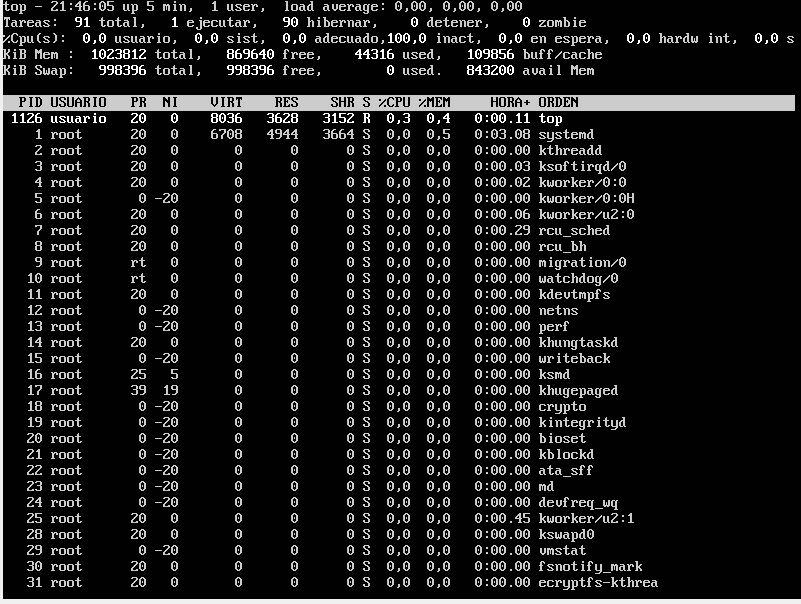 top - 21:46:05 up 5 min,  1 user,  load average: 0,00, 0,00, 0,00
Tareas:  91 total,   1 ejecutar,   90 hibernar,    0 detener,    0 zombie
%Cpu(s):  0,0 usuario,  0,0 sist,  0,0 adecuado,100,0 inact,  0,0 en espera,  0,0 hardw int,  0,0 s
KiB Mem :  1023812 total,   869640 free,    44316 used,   109856 buff/cache
KiB Swap:   998396 total,   998396 free,        0 used.   843200 avail Mem
PID USUARIO PR NI VIRT RES SHR S %CPU %MEM HORA+ ORDEN
1126 usuario 20 0 8036 3628 3152 R 0,3 0,4 0:00.11 top
1 root 20 0 6708 4944 3664 S 0,0 0,5 0:03.08 systemd
2 root 20 0 0 0 0 S 0,0 0,0 0:00.00 kthreadd
3 root 20 0 0 0 0 S 0,0 0,0 0:00.03 ksoftirqd/0
4 root 20 0 0 0 0 S 0,0 0,0 0:00.02 kworker/0:0
5 root 0 -20 0 0 0 S 0,0 0,0 0:00.00 kworker/0:0H
6 root 20 0 0 0 0 S 0,0 0,0 0:00.06 kworker/u2:0
7 root 20 0 0 0 0 S 0,0 0,0 0:00.29 rcu_sched
8 root 20 0 0 0 0 S 0,0 0,0 0:00.00 rcu_bh
9 root rt 0 0 0 0 S 0,0 0,0 0:00.00 migration/0
10 root rt 0 0 0 0 S 0,0 0,0 0:00.00 watchdog/0
11 root 20 0 0 0 0 S 0,0 0,0 0:00.00 kdevtmpfs
12 root 0 -20 0 0 0 S 0,0 0,0 0:00.00 netns
13 root 0 -20 0 0 0 S 0,0 0,0 0:00.00 perf
14 root 20 0 0 0 0 S 0,0 0,0 0:00.00 khungtaskd
15 root 0 -20 0 0 0 S 0,0 0,0 0:00.00 writeback
16 root 25 5 0 0 0 S 0,0 0,0 0:00.00 ksmd
17 root 39 19 0 0 0 S 0,0 0,0 0:00.00 khugepaged
18 root 0 -20 0 0 0 S 0,0 0,0 0:00.00 crypto
19 root 0 -20 0 0 0 S 0,0 0,0 0:00.00 kintegrityd
20 root 0 -20 0 0 0 S 0,0 0,0 0:00.00 bioset
21 root 0 -20 0 0 0 S 0,0 0,0 0:00.00 kblockd
22 root 0 -20 0 0 0 S 0,0 0,0 0:00.00 ata_sff
23 root 0 -20 0 0 0 S 0,0 0,0 0:00.00 md
24 root 0 -20 0 0 0 S 0,0 0,0 0:00.00 devfreq_wq
25 root 20 0 0 0 0 S 0,0 0,0 0:00.45 kworker/u2:1
28 root 20 0 0 0 0 S 0,0 0,0 0:00.00 kswapd0
29 root 0 -20 0 0 0 S 0,0 0,0 0:00.00 vmstat
30 root 20 0 0 0 0 S 0,0 0,0 0:00.00 fsnotify_mark
31 root 20 0 0 0 0 S 0,0 0,0 0:00.00 ecryptfs-kthrea